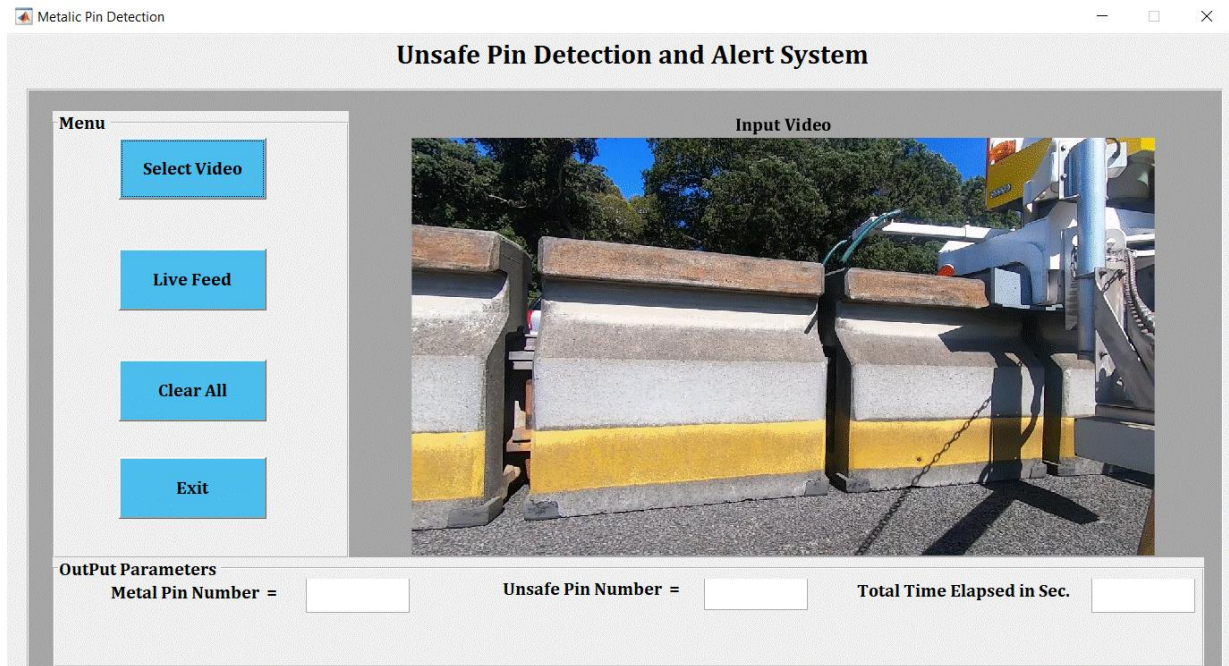 Metalic Pin Detection
Unsafe Pin Detection and Alert System
Menu
Select Video
Live Feed
Clear All
Exit
Input Video
OutPut Parameters
Metal Pin Number =
Unsafe Pin Number =
Total Time Elapsed in Sec.